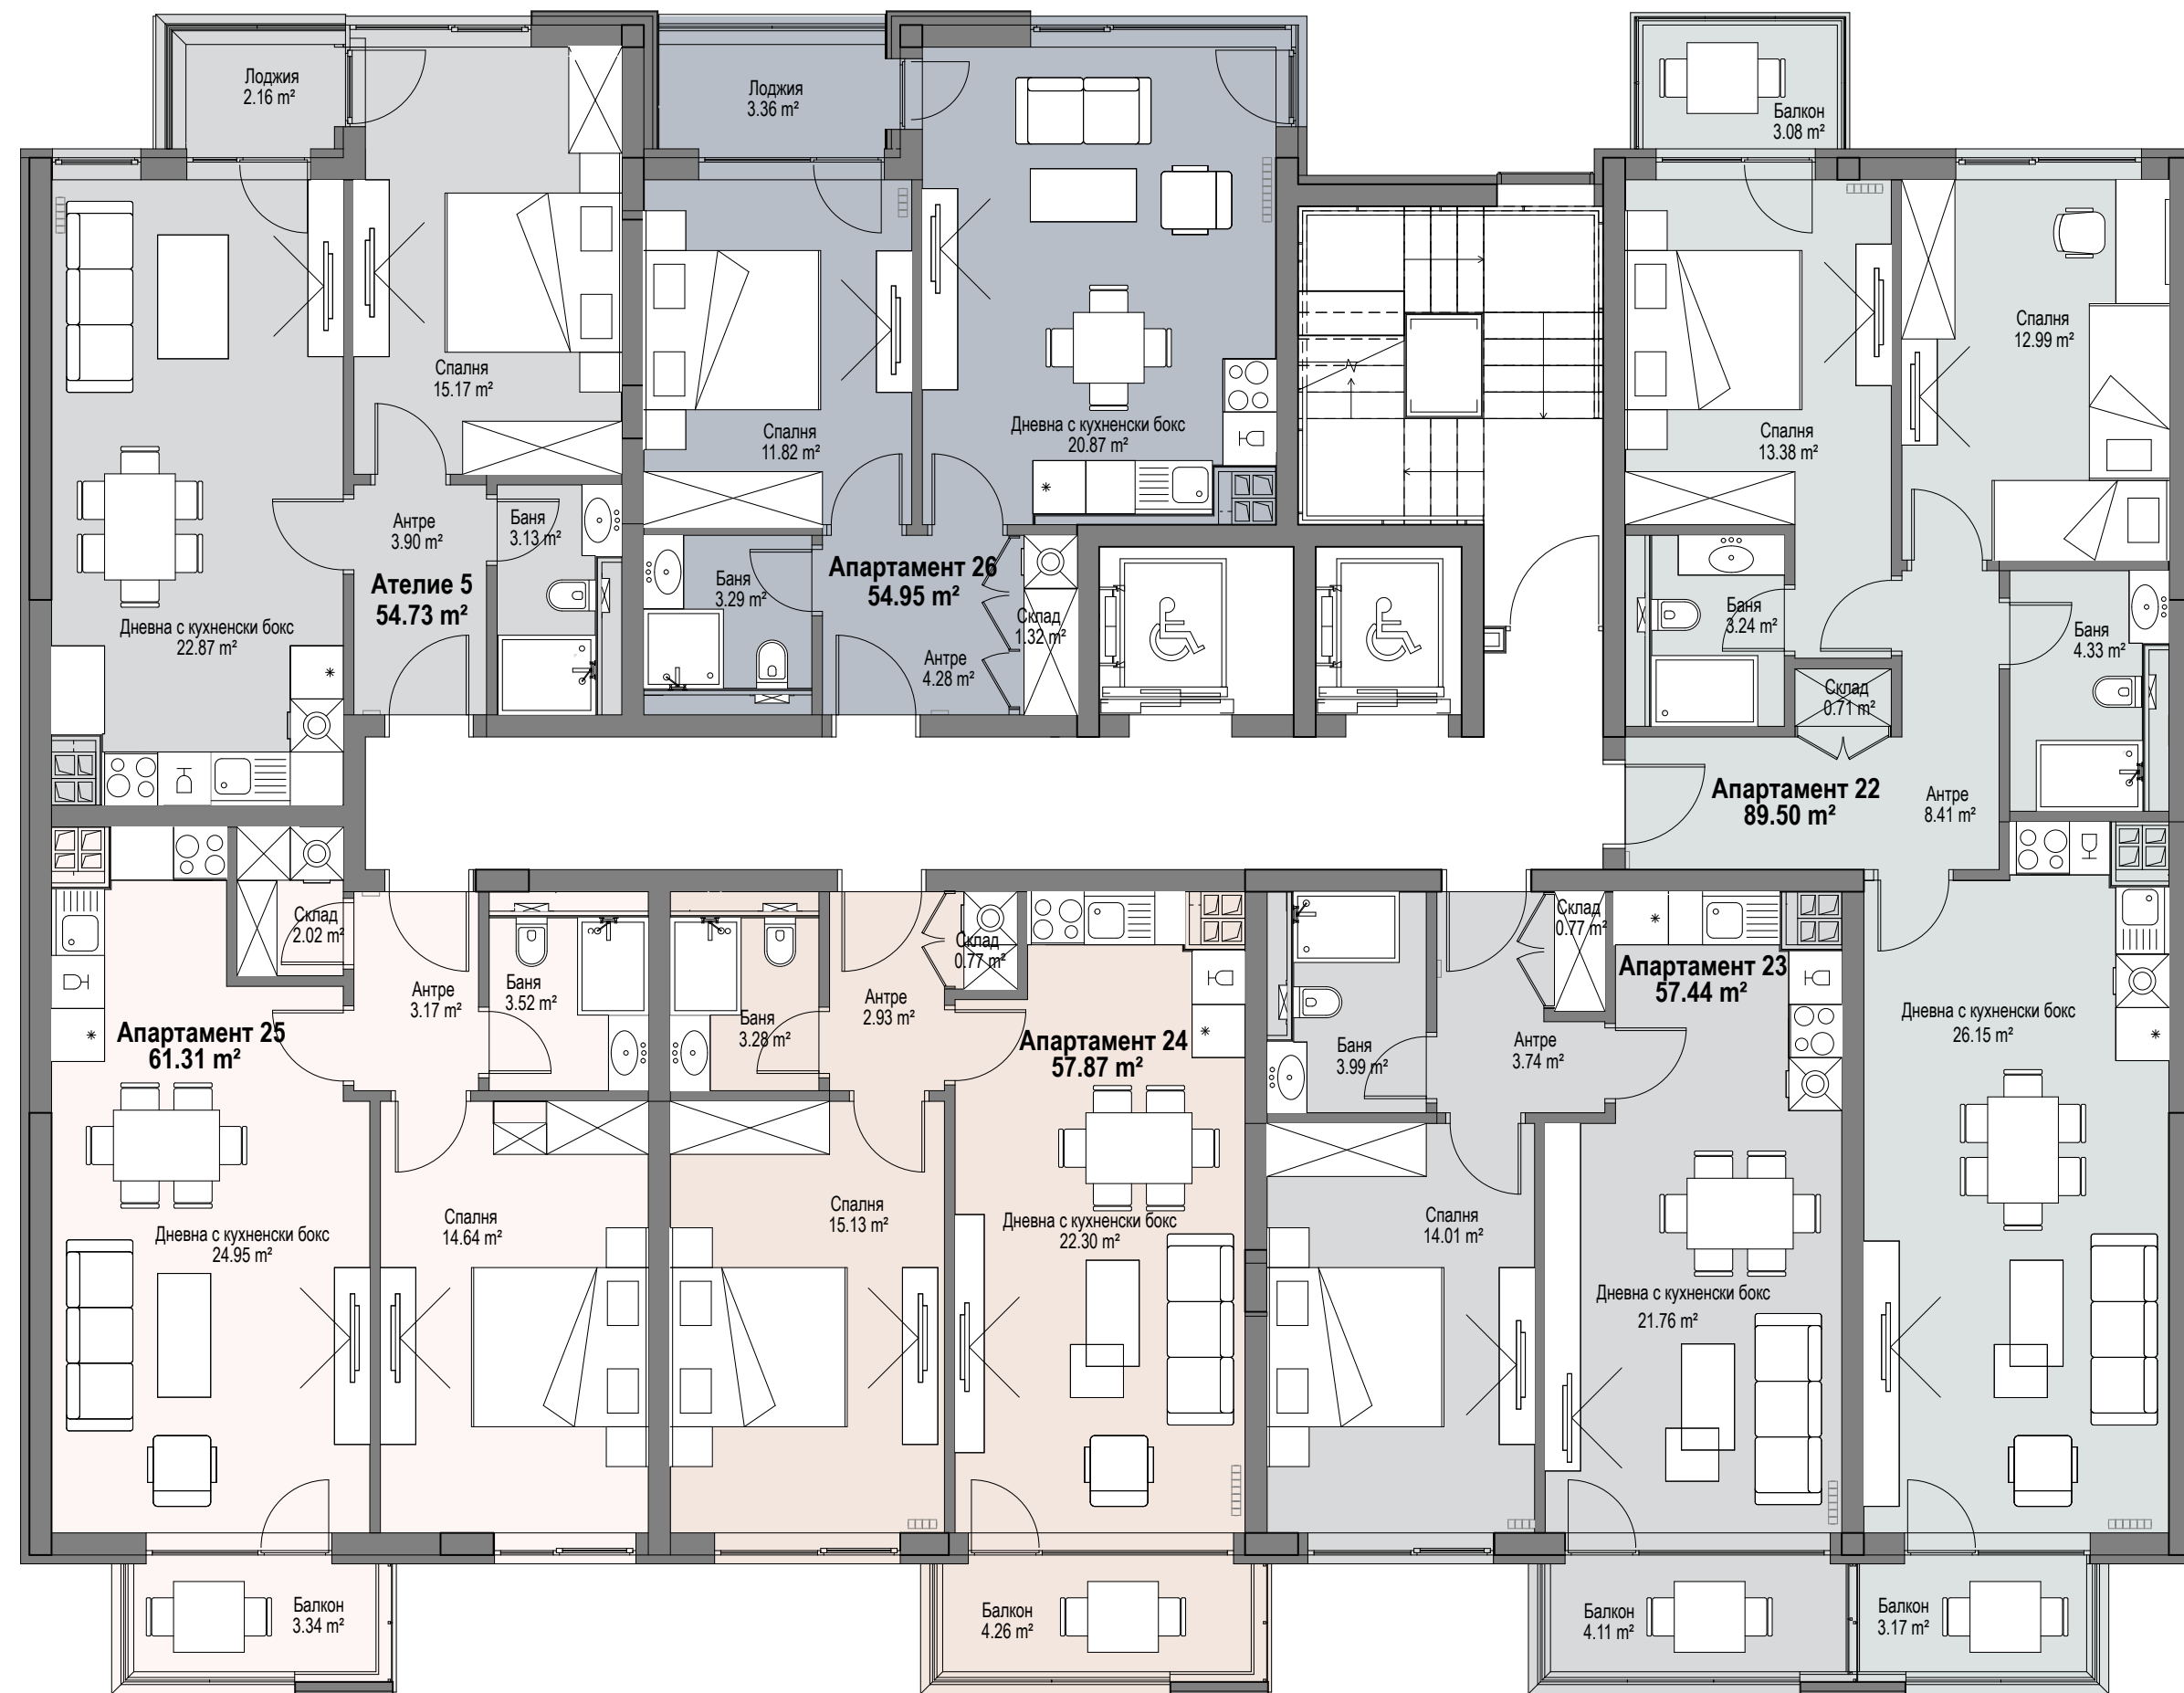 Лоджия
2.16 m²
Лоджия
3.36 m²
Балкон
3.08 m²
Спалня
15.17 m²
Спалня
11.82 m²
Дневна с кухненски бокс
20.87 m²
Спалня
13.38 m²
Спалня
12.99 m²
Антре
3.90 m²
Баня
3.13 m²
Ателие 5
54.73 m²
Дневна с кухненски бокс
22.87 m²
Баня
3.29 m²
Апартамент 26
54.95 m²
Склад
1.32 m²
Антре
4.28 m²
Баня
3.24 m²
Склад
0.71 m²
Баня
4.33 m²
Апартамент 22
89.50 m²
Антре
8.41 m²
Склад
2.02 m²
Антре
3.17 m²
Баня
3.52 m²
Апартамент 25
61.31 m²
Баня
3.28 m²
Антре
2.93 m²
Склад
0.77 m²
Апартамент 24
57.87 m²
Баня
3.99 m²
Антре
3.74 m²
Склад
0.77 m²
Апартамент 23
57.44 m²
Дневна с кухненски бокс
26.15 m²
Дневна с кухненски бокс
24.95 m²
Спалня
14.64 m²
Спалня
15.13 m²
Дневна с кухненски бокс
22.30 m²
Спалня
14.01 m²
Дневна с кухненски бокс
21.76 m²
Балкон
3.34 m²
Балкон
4.26 m²
Балкон
4.11 m²
Балкон
3.17 m²